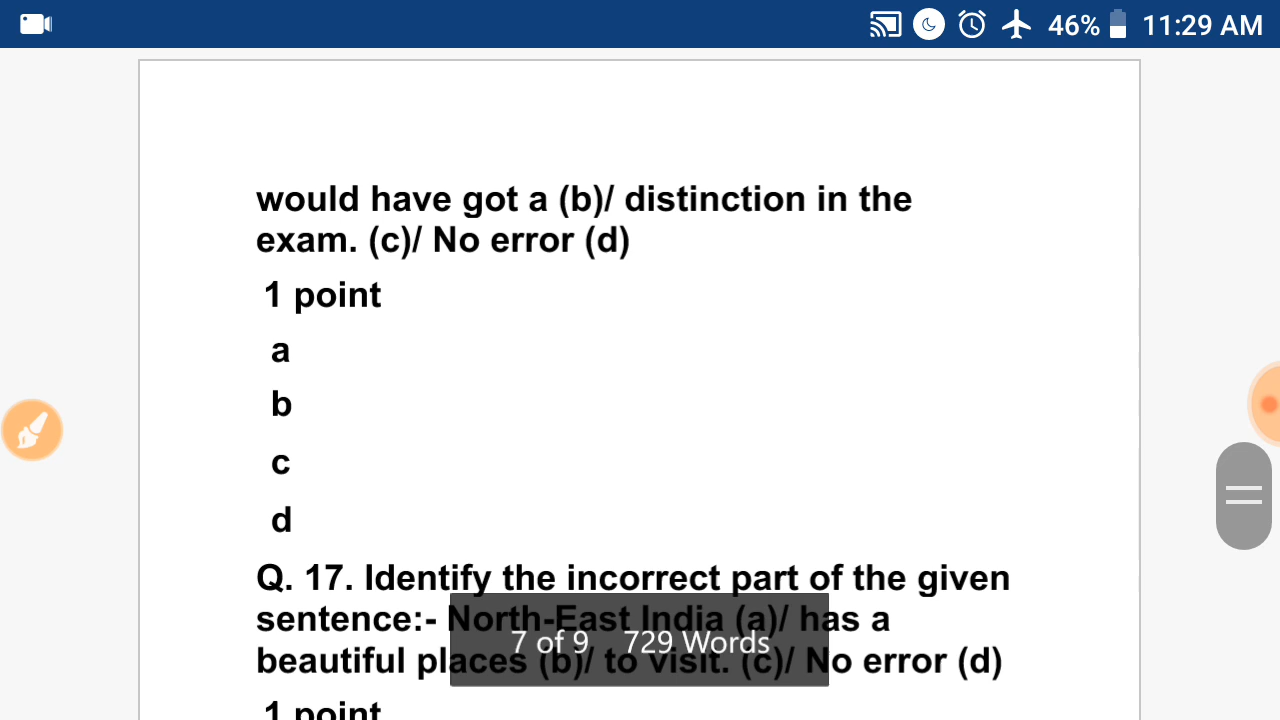 46% 11:29 AM
would have got a (b)/ distinction in the
exam. (c)/ No error (d)
1 point
a
b
c
d
Q. 17. Identify the incorrect part of the given
sentence:- North-East India (a)/ has a
beautiful places (b)/ to visit. (c)/ No error (d)
7 of 9 729 Words
1 point